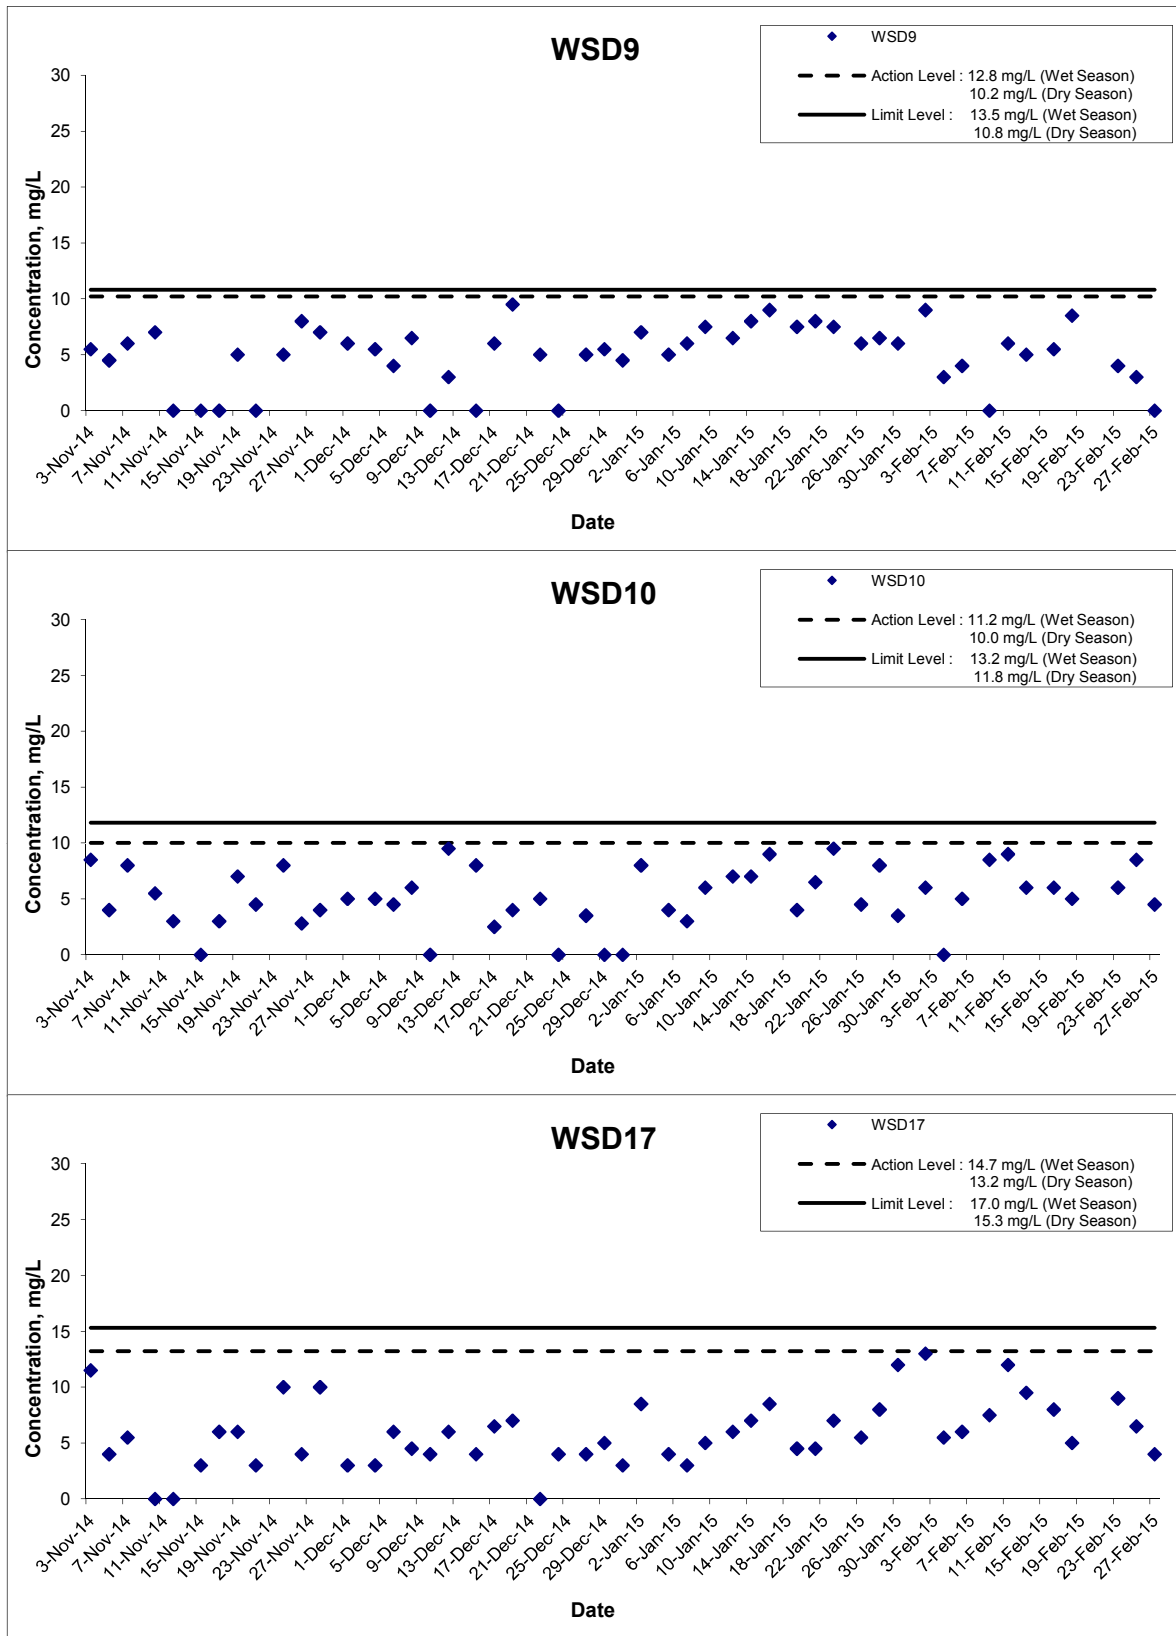 WSD9
WSD9
Action Level : 12.8 mg/L (Wet Season)
10.2 mg/L (Dry Season)
Limit Level : 13.5 mg/L (Wet Season)
10.8 mg/L (Dry Season)
Concentration, mg/L
30
25
20
15
10
5
0
3-Nov-14
7-Nov-14
11-Nov-14
15-Nov-14
19-Nov-14
23-Nov-14
27-Nov-14
1-Dec-14
5-Dec-14
9-Dec-14
13-Dec-14
17-Dec-14
21-Dec-14
25-Dec-14
29-Dec-14
2-Jan-15
6-Jan-15
10-Jan-15
14-Jan-15
18-Jan-15
22-Jan-15
26-Jan-15
30-Jan-15
3-Feb-15
7-Feb-15
11-Feb-15
15-Feb-15
19-Feb-15
23-Feb-15
27-Feb-15
Date
WSD10
WSD10
Action Level : 11.2 mg/L (Wet Season)
10.0 mg/L (Dry Season)
Limit Level : 13.2 mg/L (Wet Season)
11.8 mg/L (Dry Season)
Concentration, mg/L
30
25
20
15
10
5
0
3-Nov-14
7-Nov-14
11-Nov-14
15-Nov-14
19-Nov-14
23-Nov-14
27-Nov-14
1-Dec-14
5-Dec-14
9-Dec-14
13-Dec-14
17-Dec-14
21-Dec-14
25-Dec-14
29-Dec-14
2-Jan-15
6-Jan-15
10-Jan-15
14-Jan-15
18-Jan-15
22-Jan-15
26-Jan-15
30-Jan-15
3-Feb-15
7-Feb-15
11-Feb-15
15-Feb-15
19-Feb-15
23-Feb-15
27-Feb-15
Date
WSD17
WSD17
Action Level : 14.7 mg/L (Wet Season)
13.2 mg/L (Dry Season)
Limit Level : 17.0 mg/L (Wet Season)
15.3 mg/L (Dry Season)
Concentration, mg/L
30
25
20
15
10
5
0
3-Nov-14
7-Nov-14
11-Nov-14
15-Nov-14
19-Nov-14
23-Nov-14
27-Nov-14
1-Dec-14
5-Dec-14
9-Dec-14
13-Dec-14
17-Dec-14
21-Dec-14
25-Dec-14
29-Dec-14
2-Jan-15
6-Jan-15
10-Jan-15
14-Jan-15
18-Jan-15
22-Jan-15
26-Jan-15
30-Jan-15
3-Feb-15
7-Feb-15
11-Feb-15
15-Feb-15
19-Feb-15
23-Feb-15
27-Feb-15
Date